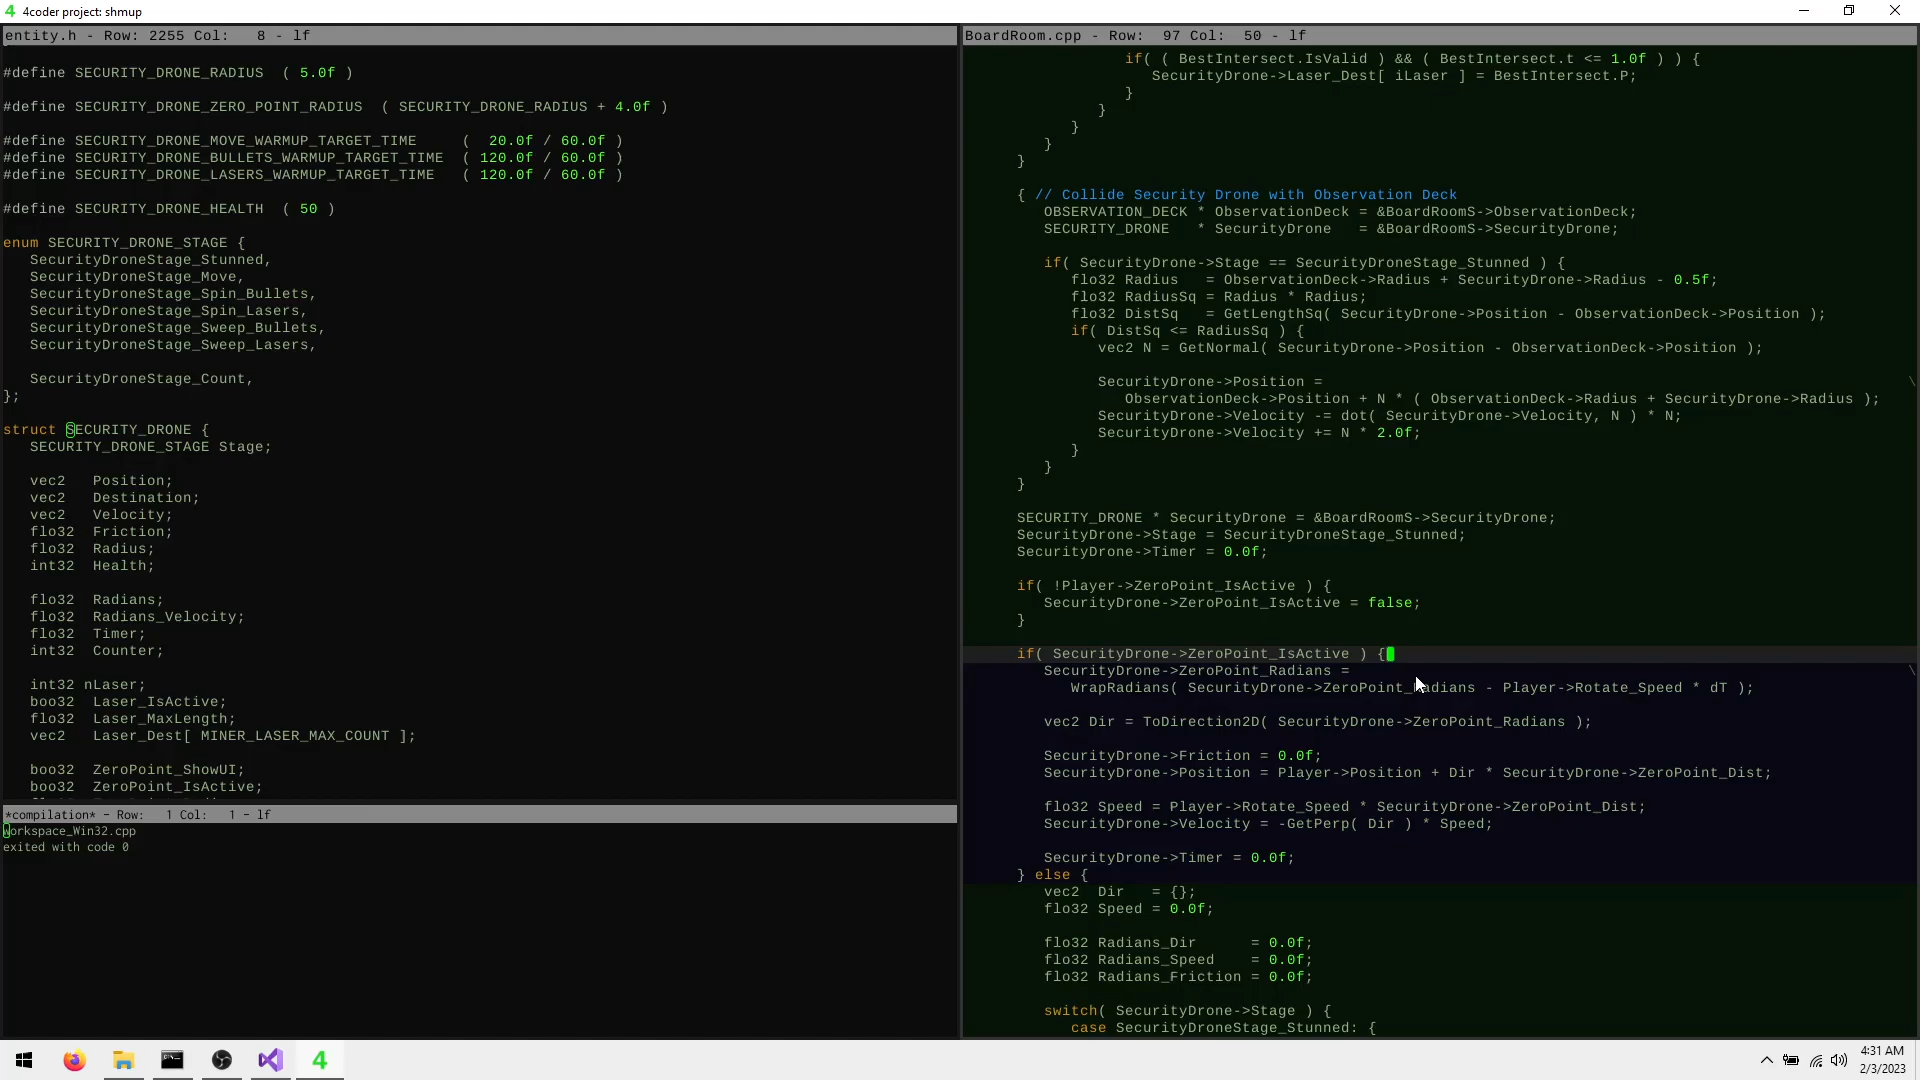 4coder project: shmup
entity.h - Row: 2255 Col:   8 - lf
#define SECURITY_DRONE_RADIUS  ( 5.0f )
#define SECURITY_DRONE_ZERO_POINT_RADIUS  ( SECURITY_DRONE_RADIUS + 4.0f )
#define SECURITY_DRONE_MOVE_WARMUP_TARGET_TIME     (  20.0f / 60.0f )
#define SECURITY_DRONE_BULLETS_WARMUP_TARGET_TIME  ( 120.0f / 60.0f )
#define SECURITY_DRONE_LASERS_WARMUP_TARGET_TIME   ( 120.0f / 60.0f )
#define SECURITY_DRONE_HEALTH  ( 50 )
enum SECURITY_DRONE_STAGE {
SecurityDroneStage_Stunned,
SecurityDroneStage_Move,
SecurityDroneStage_Spin_Bullets,
SecurityDroneStage_Spin_Lasers,
SecurityDroneStage_Sweep_Bullets,
SecurityDroneStage_Sweep_Lasers,
SecurityDroneStage_Count,
};
struct SECURITY_DRONE {
SECURITY_DRONE_STAGE Stage;
vec2   Position;
vec2   Destination;
vec2   Velocity;
flo32  Friction;
flo32  Radius;
int32  Health;
flo32  Radians;
flo32  Radians_Velocity;
flo32  Timer;
int32  Counter;
int32 nLaser;
boo32  Laser_IsActive;
flo32  Laser_MaxLength;
vec2   Laser_Dest[ MINER_LASER_MAX_COUNT ];
boo32  ZeroPoint_ShowUI;
boo32  ZeroPoint_IsActive;
*compilation* - Row:   1 Col:   1 - lf
workspace_Win32.cpp
exited with code 0
BoardRoom.cpp - Row:  97 Col:  50 - lf
if( ( BestIntersect.IsValid ) && ( BestIntersect.t <= 1.0f ) ) {
SecurityDrone->Laser_Dest[ iLaser ] = BestIntersect.P;
}
}
}
}
}
{ // Collide Security Drone with Observation Deck
OBSERVATION_DECK * ObservationDeck = &BoardRoomS->ObservationDeck;
SECURITY_DRONE   * SecurityDrone   = &BoardRoomS->SecurityDrone;
if( SecurityDrone->Stage == SecurityDroneStage_Stunned ) {
flo32 Radius   = ObservationDeck->Radius + SecurityDrone->Radius - 0.5f;
flo32 RadiusSq = Radius * Radius;
flo32 DistSq   = GetLengthSq( SecurityDrone->Position - ObservationDeck->Position );
if( DistSq <= RadiusSq ) {
vec2 N = GetNormal( SecurityDrone->Position - ObservationDeck->Position );
SecurityDrone->Position = \
ObservationDeck->Position + N * ( ObservationDeck->Radius + SecurityDrone->Radius );
SecurityDrone->Velocity -= dot( SecurityDrone->Velocity, N ) * N;
SecurityDrone->Velocity += N * 2.0f;
}
}
}
SECURITY_DRONE * SecurityDrone = &BoardRoomS->SecurityDrone;
SecurityDrone->Stage = SecurityDroneStage_Stunned;
SecurityDrone->Timer = 0.0f;
if( !Player->ZeroPoint_IsActive ) {
SecurityDrone->ZeroPoint_IsActive = false;
}
if( SecurityDrone->ZeroPoint_IsActive ) {
SecurityDrone->ZeroPoint_Radians = \
WrapRadians( SecurityDrone->ZeroPoint_Radians - Player->Rotate_Speed * dT );
vec2 Dir = ToDirection2D( SecurityDrone->ZeroPoint_Radians );
SecurityDrone->Friction = 0.0f;
SecurityDrone->Position = Player->Position + Dir * SecurityDrone->ZeroPoint_Dist;
flo32 Speed = Player->Rotate_Speed * SecurityDrone->ZeroPoint_Dist;
SecurityDrone->Velocity = -GetPerp( Dir ) * Speed;
SecurityDrone->Timer = 0.0f;
} else {
vec2  Dir   = {};
flo32 Speed = 0.0f;
flo32 Radians_Dir      = 0.0f;
flo32 Radians_Speed    = 0.0f;
flo32 Radians_Friction = 0.0f;
switch( SecurityDrone->Stage ) {
case SecurityDroneStage_Stunned: {
4
4:31 AM
2/3/2023